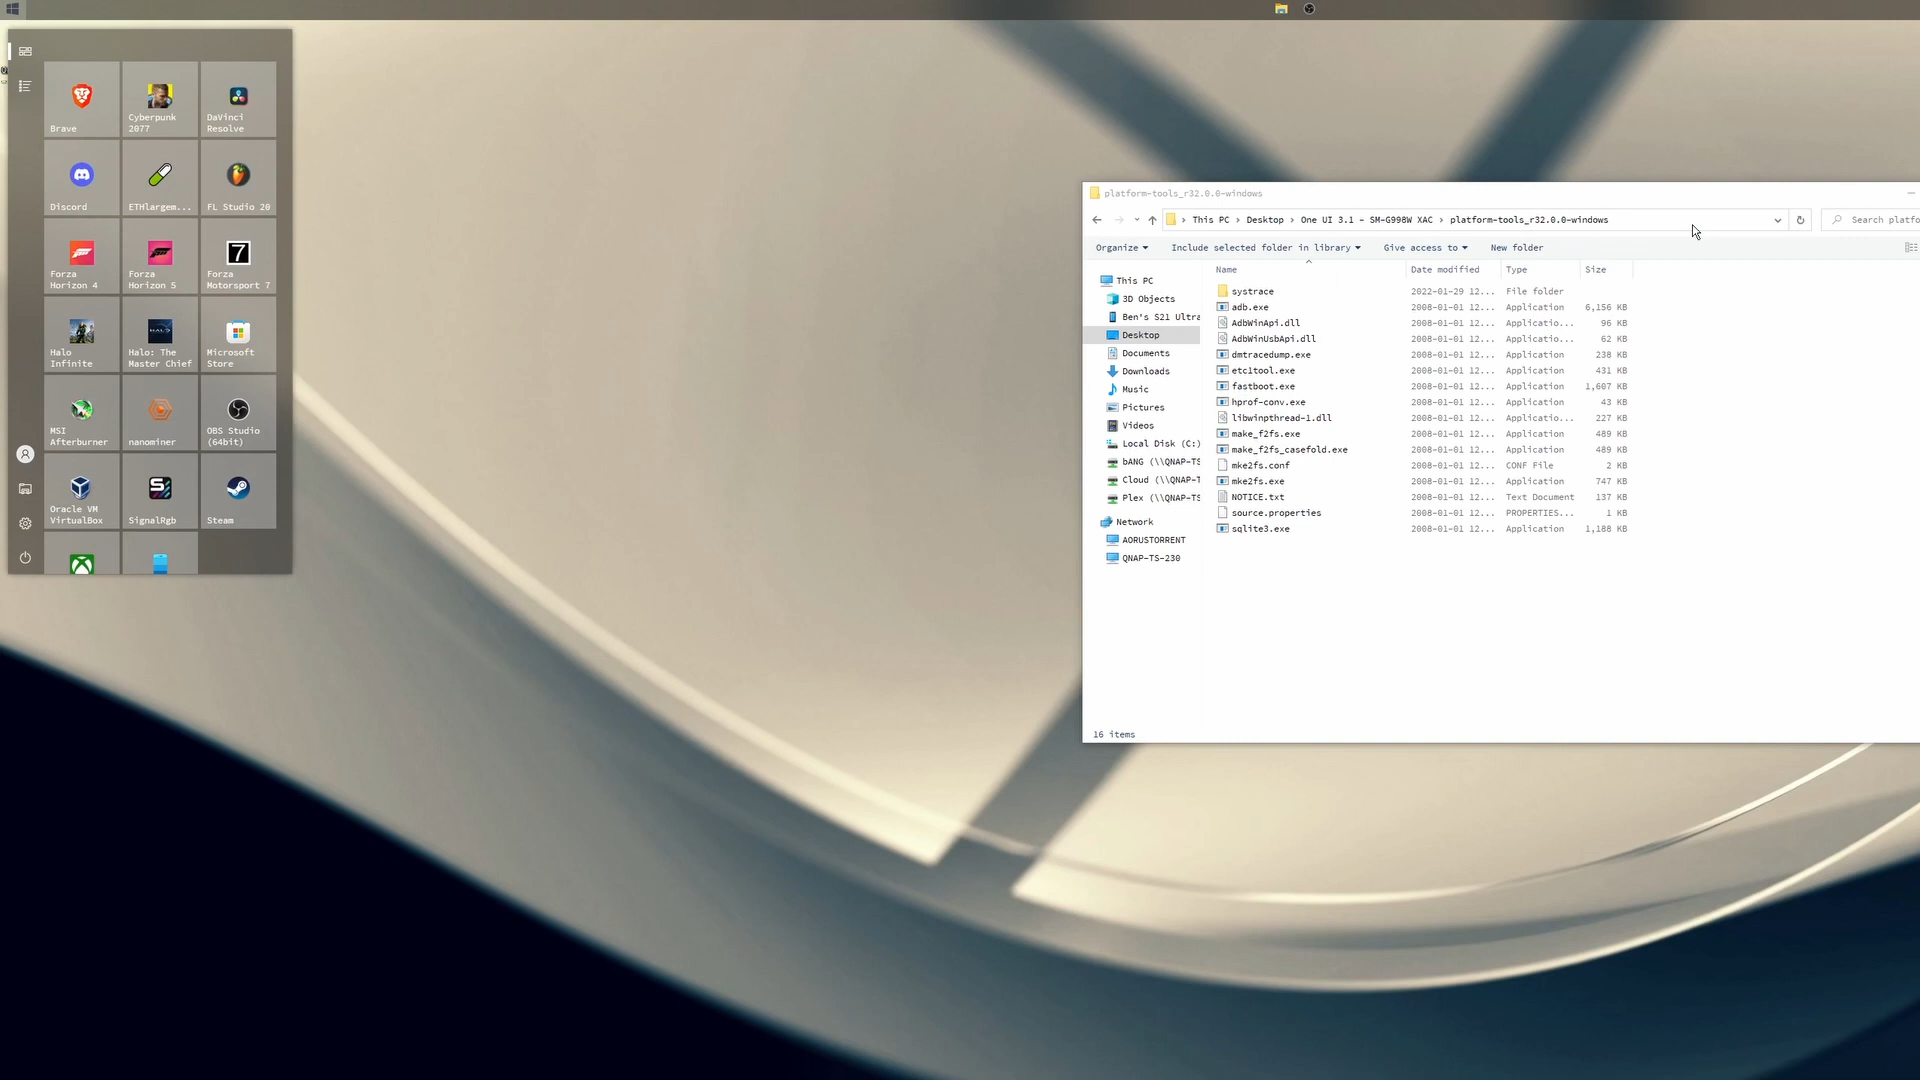 Brave
Cyberpunk
2077
DaVinci
Resolve
Discord
ETHlargem...
FL Studio 20
Forza
Horizon 4
Forza
Horizon 5
Forza
Motorsport 7
Halo
Infinite
Halo: The
Master Chief
Microsoft
Store
MSI
Afterburner
nanominer
OBS Studio
(64bit)
Oracle VM
VirtualBox
SignalRgb
Steam
platform-tools_r32.0.0-windows
This PC > Desktop > One UI 3.1 - SM-G998W XAC > platform-tools_r32.0.0-windows
Search platfo
Organize Include selected folder in library Give access to New folder
Name Date modified Type Size
This PC
3D Objects
Ben's S21 Ultra
Desktop
Documents
Downloads
Music
Pictures
Videos
Local Disk (C:)
bANG (\\QNAP-TS
Cloud (\\QNAP-T
Plex (\\QNAP-TS
Network
AORUSTORRENT
QNAP-TS-230
systrace 2022-01-29 12... File folder
adb.exe 2008-01-01 12... Application 6,156 KB
AdbWinApi.dll 2008-01-01 12... Applicatio... 96 KB
AdbWinUsbApi.dll 2008-01-01 12... Applicatio... 62 KB
dmtracedump.exe 2008-01-01 12... Application 238 KB
etc1tool.exe 2008-01-01 12... Application 431 KB
fastboot.exe 2008-01-01 12... Application 1,607 KB
hprof-conv.exe 2008-01-01 12... Application 43 KB
libwinpthread-1.dll 2008-01-01 12... Applicatio... 227 KB
make_f2fs.exe 2008-01-01 12... Application 489 KB
make_f2fs_casefold.exe 2008-01-01 12... Application 489 KB
mke2fs.conf 2008-01-01 12... CONF File 2 KB
mke2fs.exe 2008-01-01 12... Application 747 KB
NOTICE.txt 2008-01-01 12... Text Document 137 KB
source.properties 2008-01-01 12... PROPERTIES... 1 KB
sqlite3.exe 2008-01-01 12... Application 1,188 KB
16 items